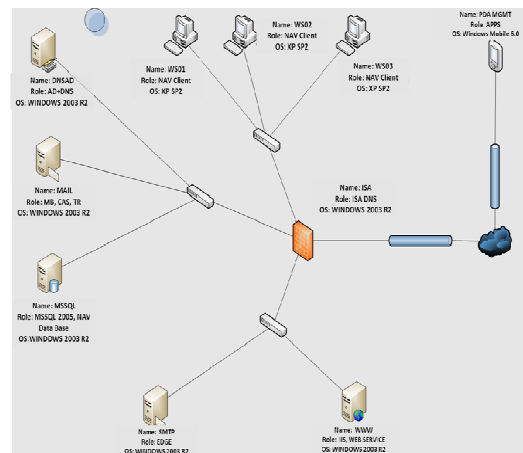 Name: PDA MGMT
Role: APPS
OS: Windows Mobile 6.0
Name: WS02
Role: NAV Client
OS: XP SP2
Name: WS01
Role: NAV Client
OS: XP SP2
Name: WS03
Role: NAV Client
OS: XP SP2
Name: DNSAD
Role: AD+DNS
OS: WINDOWS 2003 R2
Name: MAIL
Role: MB, CAS, TR
OS: WINDOWS 2003 R2
Name: ISA
Role: ISA DNS
OS: WINDOWS 2003 R2
Name: MSSQL
Role: MSSQL 2005, NAV
Data Base
OS: WINDOWS 2003 R2
Name: SMTP
Role: EDGE
OS: WINDOWS 2003 R2
Name: WWW
Role: IIS, WEB SERVICE
OS: WINDOWS 2003 R2